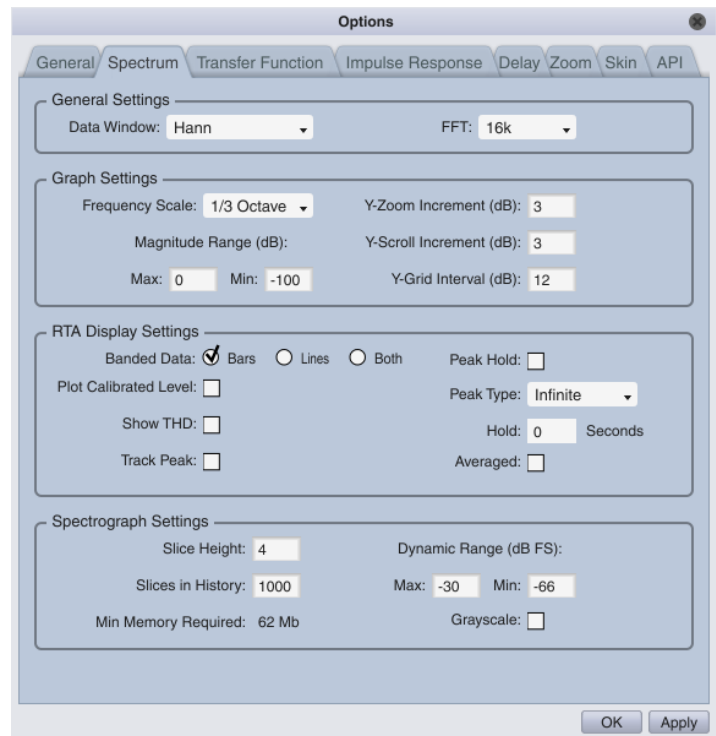 Options
General Spectrum Transfer Function Impulse Response Delay Zoom Skin API
General Settings
Data Window: Hann FFT: 16k
Graph Settings
Frequency Scale: 1/3 Octave Y-Zoom Increment (dB): 3
Magnitude Range (dB): Y-Scroll Increment (dB): 3
Max: 0 Min: -100 Y-Grid Interval (dB): 12
RTA Display Settings
Banded Data: Bars Lines Both Peak Hold:
Plot Calibrated Level: Peak Type: Infinite
Show THD: Hold: 0 Seconds
Track Peak: Averaged:
Spectrograph Settings
Slice Height: 4 Dynamic Range (dB FS):
Slices in History: 1000 Max: -30 Min: -66
Min Memory Required: 62 Mb Grayscale:
OK Apply